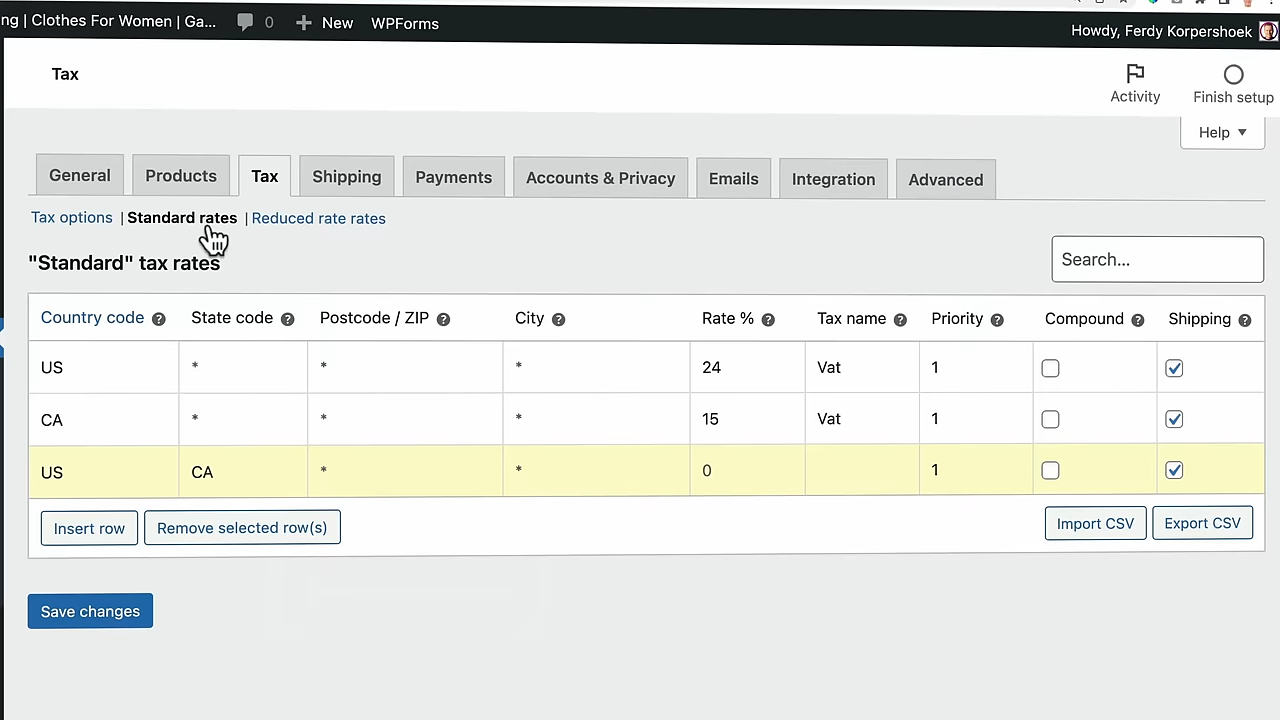 ng | Clothes For Women | Ga... 0 New WPForms
Howdy, Ferdy Korpershoek
Tax
Activity
Finish setup
Help
General Products Tax Shipping Payments Accounts & Privacy Emails Integration Advanced
Tax options | Standard rates | Reduced rate rates
"Standard" tax rates
Search...
Country code State code Postcode / ZIP City Rate % Tax name Priority Compound Shipping
US * * * 24 Vat 1
CA * * * 15 Vat 1
US CA * * 0 1
Insert row Remove selected row(s) Import CSV Export CSV
Save changes